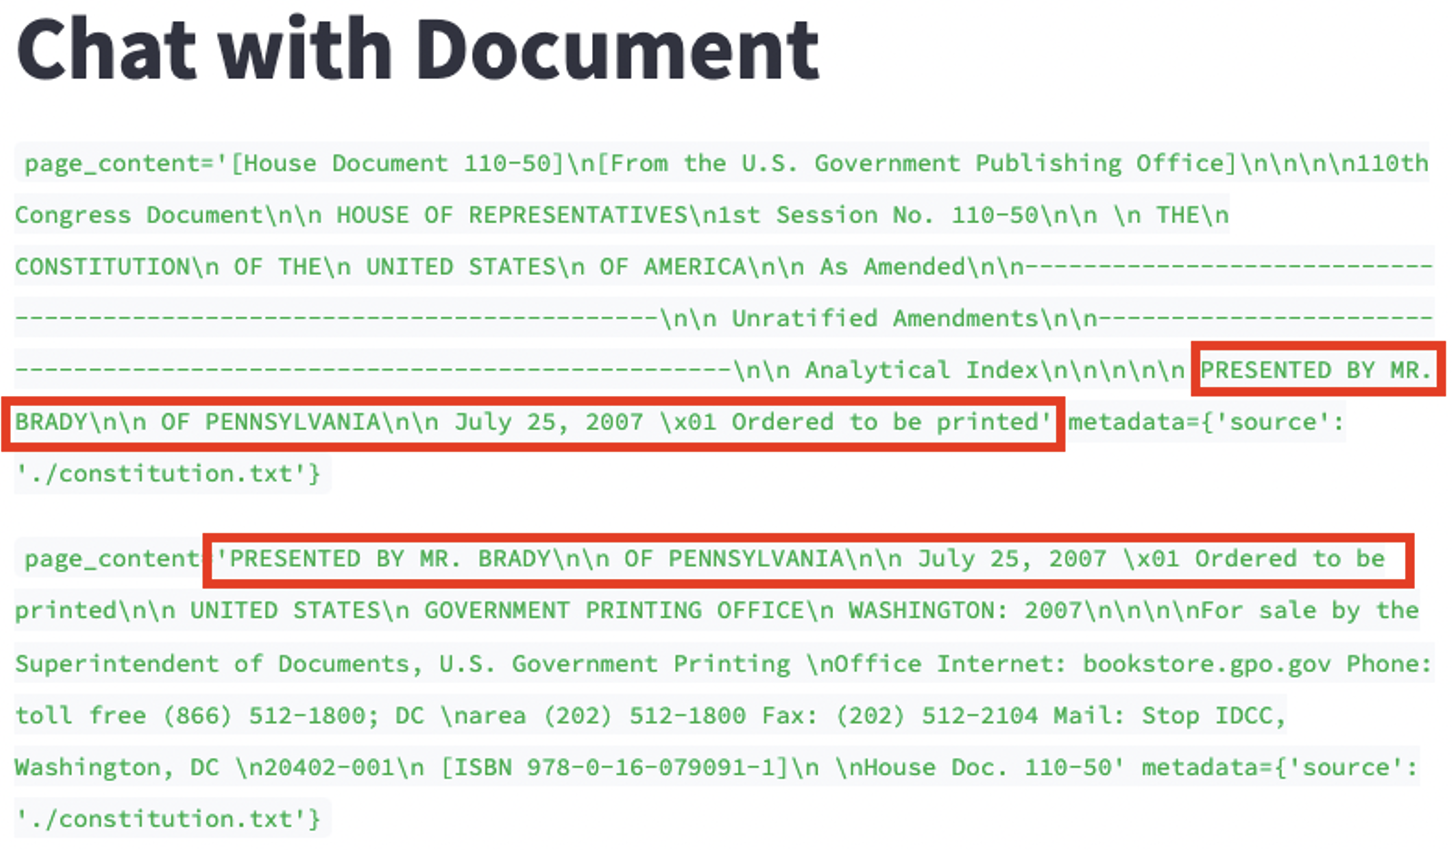 Chat with Document
page_content='[House Document 110-50]\n[From the U.S. Government Publishing Office]\n\n\n\n110th
Congress Document\n\n HOUSE OF REPRESENTATIVES\n1st Session No. 110-50\n\n \n THE\n
CONSTITUTION\n OF THE\n UNITED STATES\n OF AMERICA\n\n As Amended\n\n----------------------------
--------------------------------------------\n\n Unratified Amendments\n\n-----------------------
-------------------------------------------------\n\n Analytical Index\n\n\n\n\n PRESENTED BY MR.
BRADY\n\n OF PENNSYLVANIA\n\n July 25, 2007 \x01 Ordered to be printed' metadata={'source':
'./constitution.txt'}
page_content='PRESENTED BY MR. BRADY\n\n OF PENNSYLVANIA\n\n July 25, 2007 \x01 Ordered to be
printed\n\n UNITED STATES\n GOVERNMENT PRINTING OFFICE\n WASHINGTON: 2007\n\n\n\nFor sale by the
Superintendent of Documents, U.S. Government Printing \nOffice Internet: bookstore.gpo.gov Phone:
toll free (866) 512-1800; DC \narea (202) 512-1800 Fax: (202) 512-2104 Mail: Stop IDCC,
Washington, DC \n20402-001\n [ISBN 978-0-16-079091-1]\n \nHouse Doc. 110-50' metadata={'source':
'./constitution.txt'}